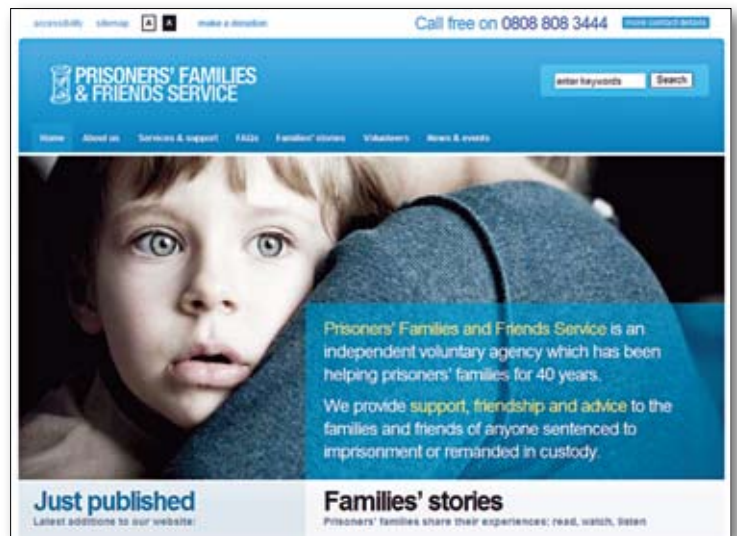 accessibility sitemap A A make a donation
Call free on 0808 808 3444 more contact details
PRISONERS' FAMILIES
& FRIENDS SERVICE
enter keywords Search
Home About us Services & support FAQs Families' stories Volunteers News & events
Prisoners' Families and Friends Service is an
independent voluntary agency which has been
helping prisoners' families for 40 years.
We provide support, friendship and advice to the
families and friends of anyone sentenced to
imprisonment or remanded in custody.
Just published
Latest additions to our website:
Families' stories
Prisoners' families share their experiences: read, watch, listen